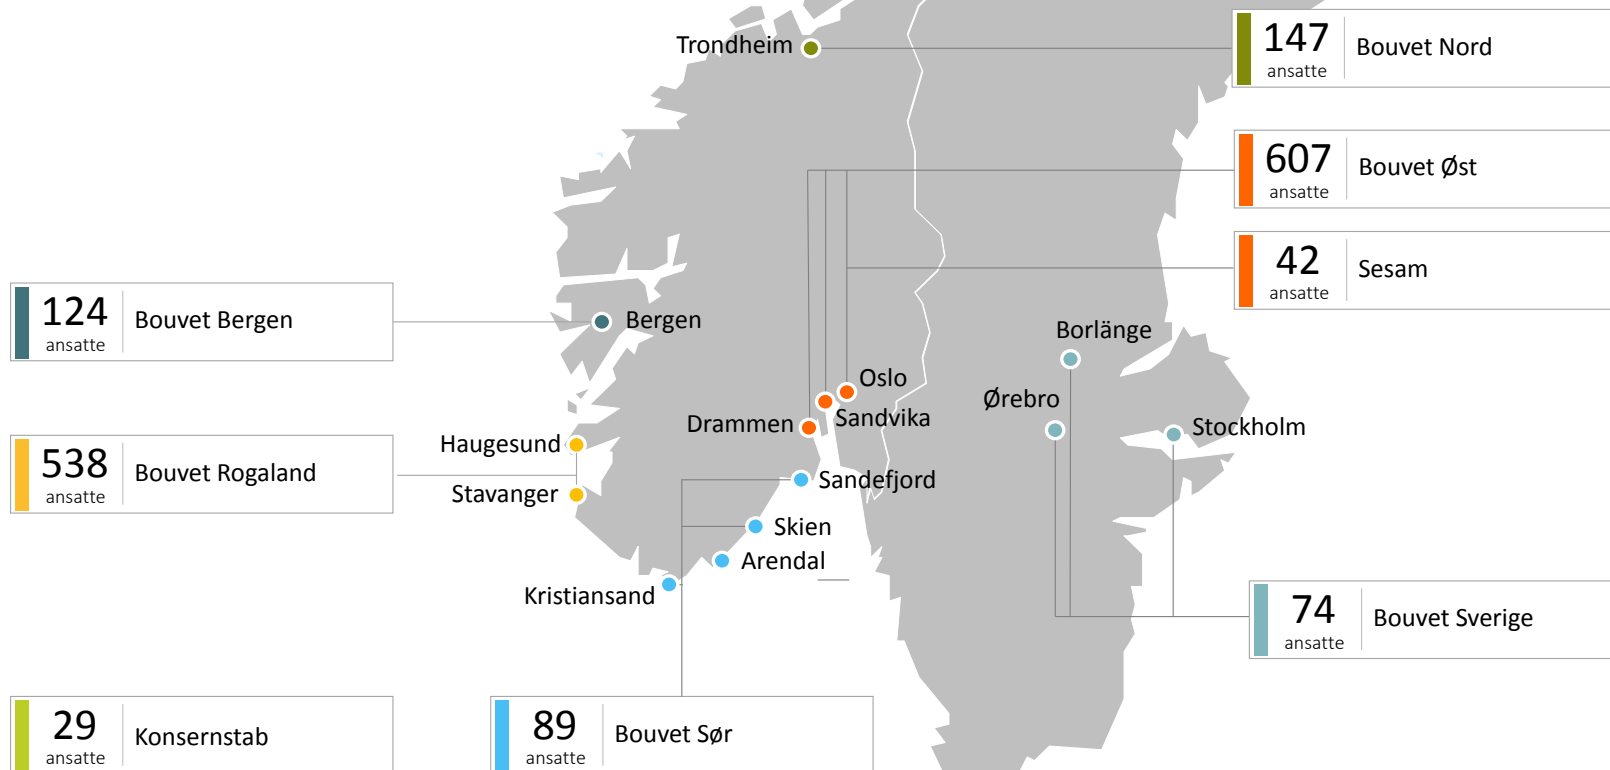 Trondheim
147
ansatte
Bouvet Nord
607
ansatte
Bouvet Øst
42
ansatte
Sesam
124
ansatte
Bouvet Bergen
Bergen
Borlänge
Oslo
Ørebro
Sandvika
Drammen
Stockholm
538
ansatte
Bouvet Rogaland
Haugesund
Stavanger
Sandefjord
Skien
Arendal
Kristiansand
74
ansatte
Bouvet Sverige
29
ansatte
Konsernstab
89
ansatte
Bouvet Sør